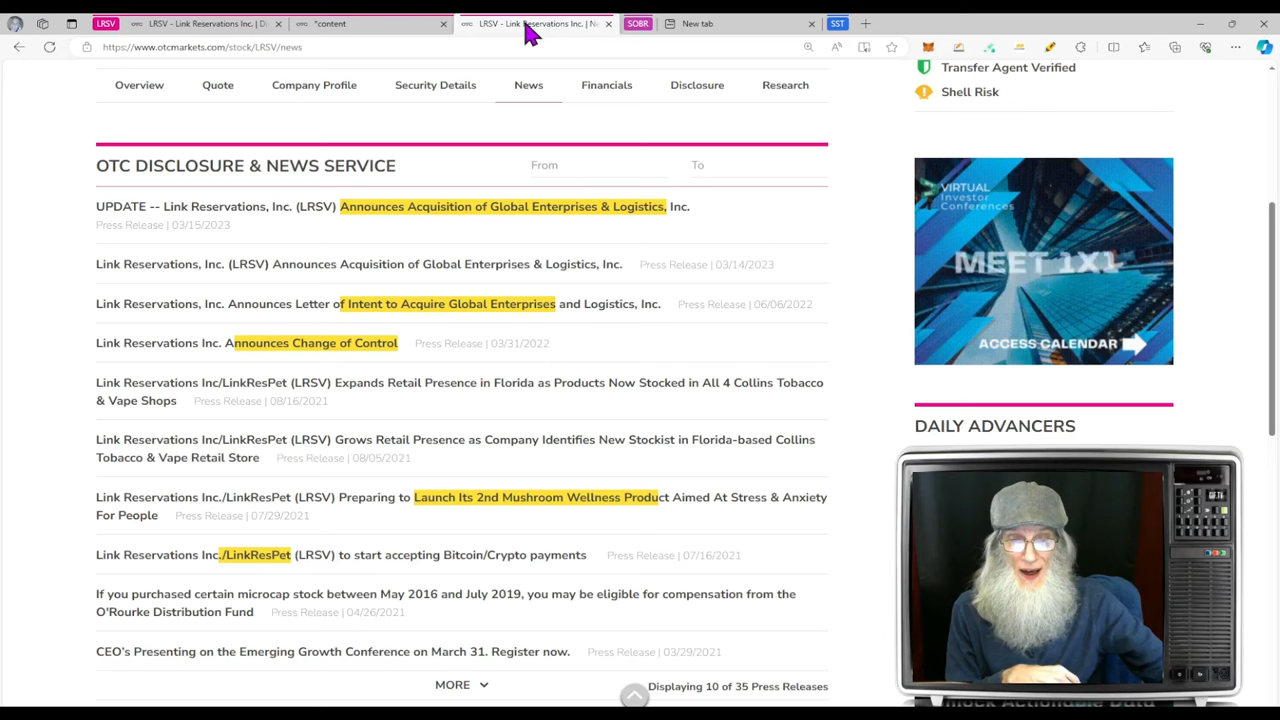 LRSV
LRSV - Link Reservations Inc. | Di
*content
LRSV - Link Reservations Inc. | Ne
SOBR
New tab
SST
https://www.otcmarkets.com/stock/LRSV/news
Overview
Quote
Company Profile
Security Details
News
Financials
Disclosure
Research
Transfer Agent Verified
Shell Risk
OTC DISCLOSURE & NEWS SERVICE
From
To
UPDATE -- Link Reservations, Inc. (LRSV) Announces Acquisition of Global Enterprises & Logistics, Inc.
Press Release | 03/15/2023
Link Reservations, Inc. (LRSV) Announces Acquisition of Global Enterprises & Logistics, Inc. Press Release | 03/14/2023
Link Reservations, Inc. Announces Letter of Intent to Acquire Global Enterprises and Logistics, Inc. Press Release | 06/06/2022
Link Reservations Inc. Announces Change of Control Press Release | 03/31/2022
Link Reservations Inc/LinkResPet (LRSV) Expands Retail Presence in Florida as Products Now Stocked in All 4 Collins Tobacco
& Vape Shops Press Release | 08/16/2021
Link Reservations Inc/LinkResPet (LRSV) Grows Retail Presence as Company Identifies New Stockist in Florida-based Collins
Tobacco & Vape Retail Store Press Release | 08/05/2021
Link Reservations Inc./LinkResPet (LRSV) Preparing to Launch Its 2nd Mushroom Wellness Product Aimed At Stress & Anxiety
For People Press Release | 07/29/2021
Link Reservations Inc./LinkResPet (LRSV) to start accepting Bitcoin/Crypto payments Press Release | 07/16/2021
If you purchased certain microcap stock between May 2016 and July 2019, you may be eligible for compensation from the
O'Rourke Distribution Fund Press Release | 04/26/2021
CEO's Presenting on the Emerging Growth Conference on March 31. Register now. Press Release | 03/29/2021
MORE
Displaying 10 of 35 Press Releases
VIRTUAL
Investor
Conferences
MEET 1X1
ACCESS CALENDAR
DAILY ADVANCERS